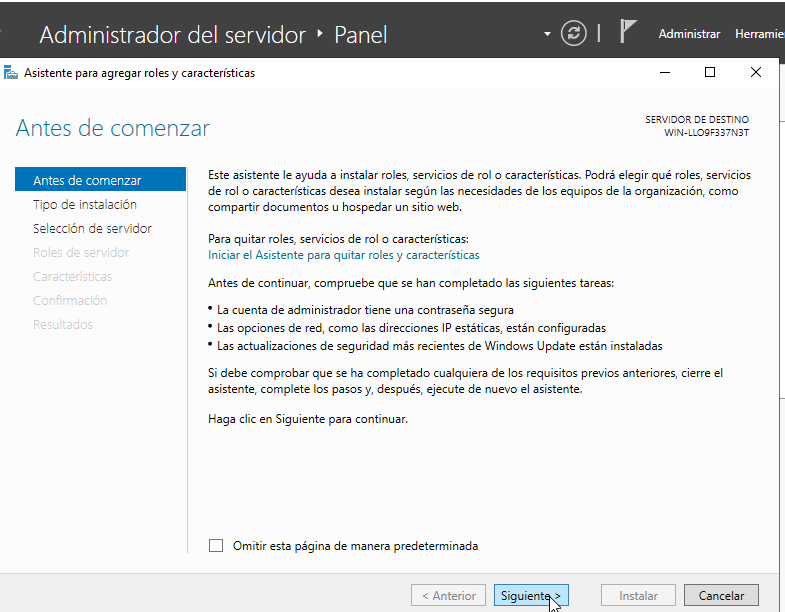 Administrador del servidor ‣ Panel
Administrar
Asistente para agregar roles y características
Antes de comenzar
SERVIDOR DE DESTINO
WIN-LLO9F337N3T
Antes de comenzar
Tipo de instalación
Selección de servidor
Roles de servidor
Características
Confirmación
Resultados
Este asistente le ayuda a instalar roles, servicios de rol o características. Podrá elegir qué roles, servicios
de rol o características desea instalar según las necesidades de los equipos de la organización, como
compartir documentos u hospedar un sitio web.
Para quitar roles, servicios de rol o características:
Iniciar el Asistente para quitar roles y características
Antes de continuar, compruebe que se han completado las siguientes tareas:
• La cuenta de administrador tiene una contraseña segura
• Las opciones de red, como las direcciones IP estáticas, están configuradas
• Las actualizaciones de seguridad más recientes de Windows Update están instaladas
Si debe comprobar que se ha completado cualquiera de los requisitos previos anteriores, cierre el
asistente, complete los pasos y, después, ejecute de nuevo el asistente.
Haga clic en Siguiente para continuar.
Omitir esta página de manera predeterminada
< Anterior
Siguiente >
Instalar
Cancelar